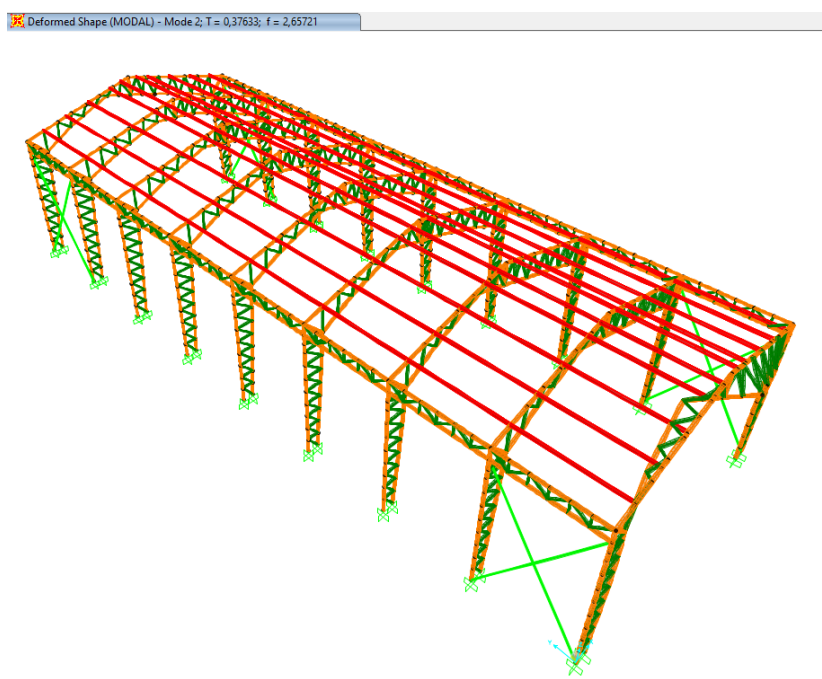 Deformed Shape (MODAL) - Mode 2; T = 0,37633; f = 2,65721